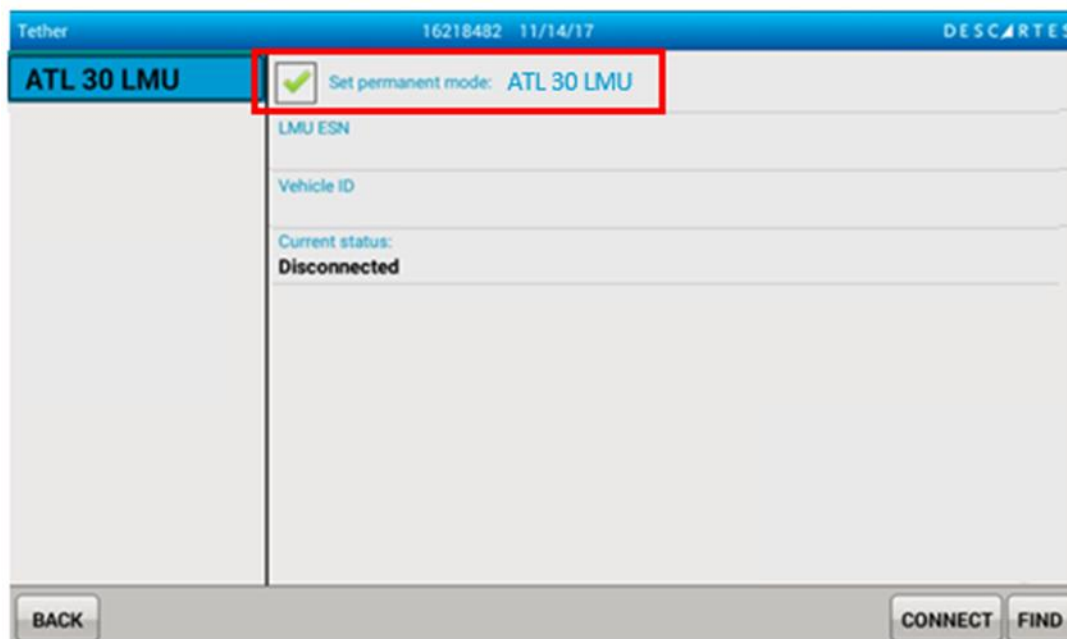 Tether 16218482 11/14/17 DESCARTES
ATL 30 LMU
Set permanent mode: ATL 30 LMU
LMU ESN
Vehicle ID
Current status:
Disconnected
BACK CONNECT FIND